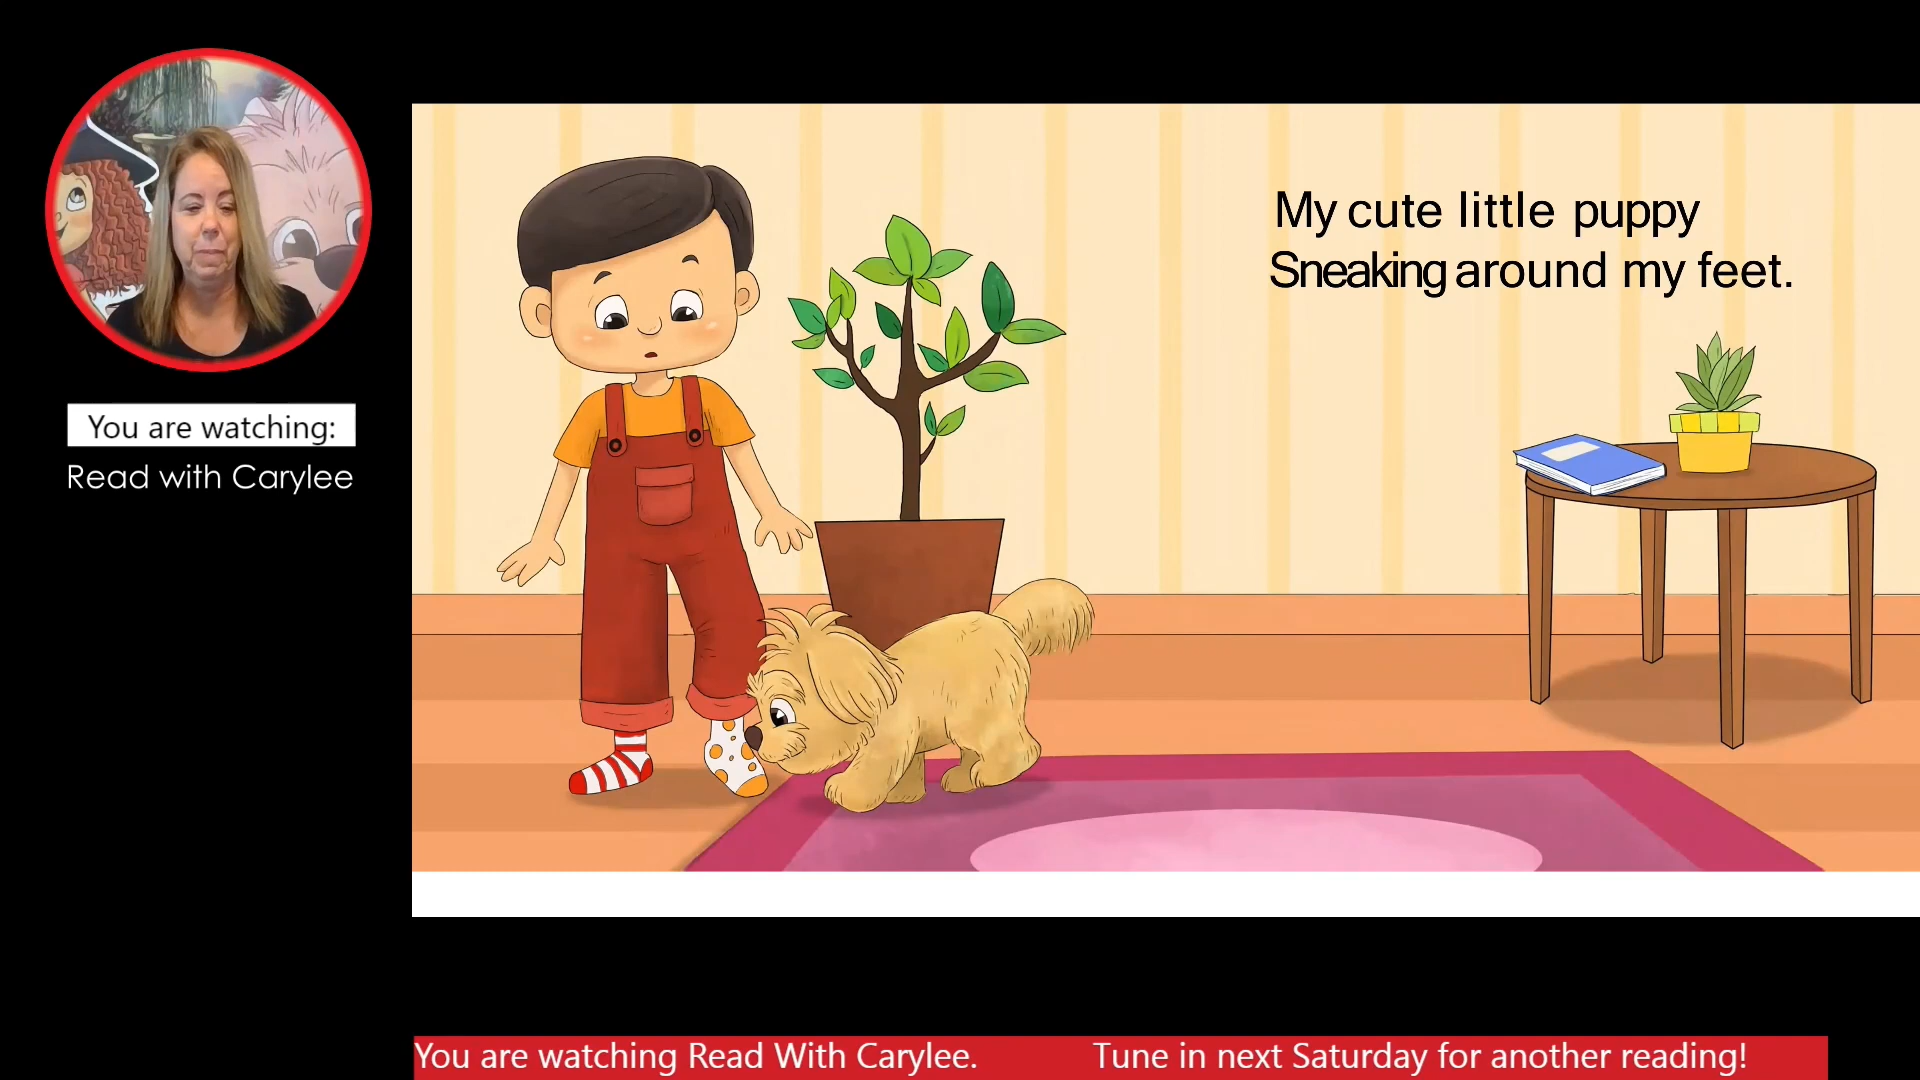 You are watching:
Read with Carylee
My cute little puppy
Sneaking around my feet.
You are watching Read With Carylee. Tune in next Saturday for another reading!